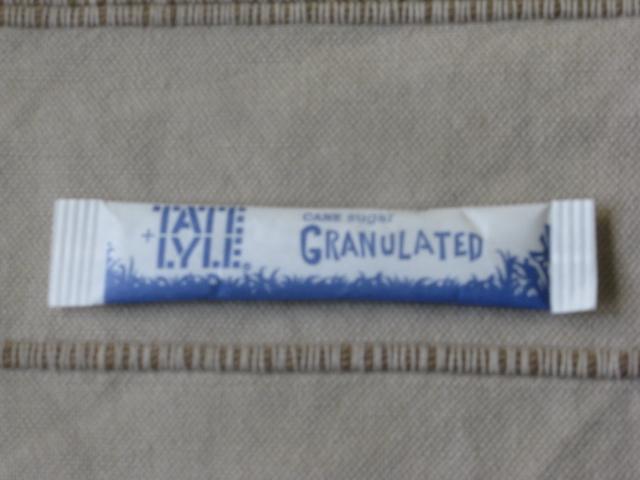 TATE
+ LYLE
CANE sugar
GRANULATED